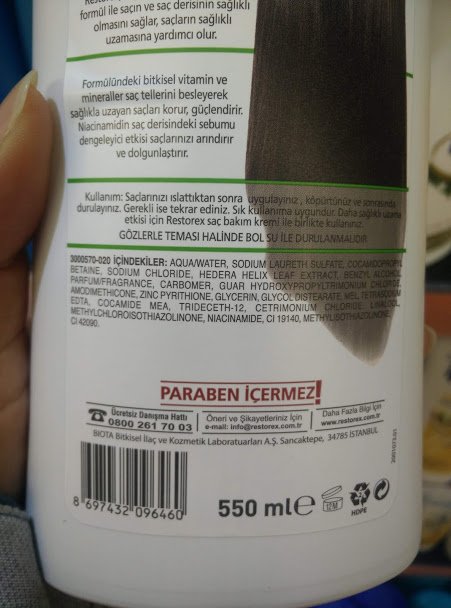 formül ile saçın ve saç derisinin sağlıklı
olmasını sağlar, saçların sağlıklı
uzamasına yardımcı olur.
Formülündeki bitkisel vitamin ve
mineraller saç tellerini besleyerek
sağlıkla uzayan saçları korur, güçlendirir.
Niacinamidin saç derisindeki sebumu
dengeleyici etkisi saçlarınızı arındırır
ve dolgunlaştırır.
Kullanım: Saçlarınızı ıslattıktan sonra uygulayınız, köpürtünüz ve sonrasında
durulayınız. Gerekli ise tekrar ediniz. Sık kullanıma uygundur. Daha sağlıklı uzama
etkisi için Restorex saç bakım kremi ile birlikte kullanınız.
GÖZLERLE TEMASI HALİNDE BOL SU İLE DURULANMALIDIR
3000570-020 İÇİNDEKİLER: AQUA/WATER, SODIUM LAURETH SULFATE, COCAMIDOPROPYL
BETAINE, SODIUM CHLORIDE, HEDERA HELIX LEAF EXTRACT, BENZYL ALCOHOL,
PARFUM/FRAGRANCE, CARBOMER, GUAR HYDROXYPROPYLTRIMONIUM CHLORIDE,
AMODIMETHICONE, ZINC PYRITHIONE, GLYCERIN, GLYCOL DISTEARATE, MEL, TETRASODIUM
EDTA, COCAMIDE MEA, TRIDECETH-12, CETRIMONIUM CHLORIDE, LINALOOL,
METHYLCHLOROISOTHIAZOLINONE, NIACINAMIDE, CI 19140, METHYLISOTHIAZOLINONE,
CI 42090.
PARABEN İÇERMEZ!
Ücretsiz Danışma Hattı
0800 261 70 03
Öneri ve Şikayetleriniz İçin
e-mail: info@restorex.com.tr
Daha Fazla Bilgi İçin
www.restorex.com.tr
BIOTA Bitkisel İlaç ve Kozmetik Laboratuarları A.Ş. Sancaktepe, 34785 İSTANBUL
8 697432 096460
550 ml e
12M
HDPE